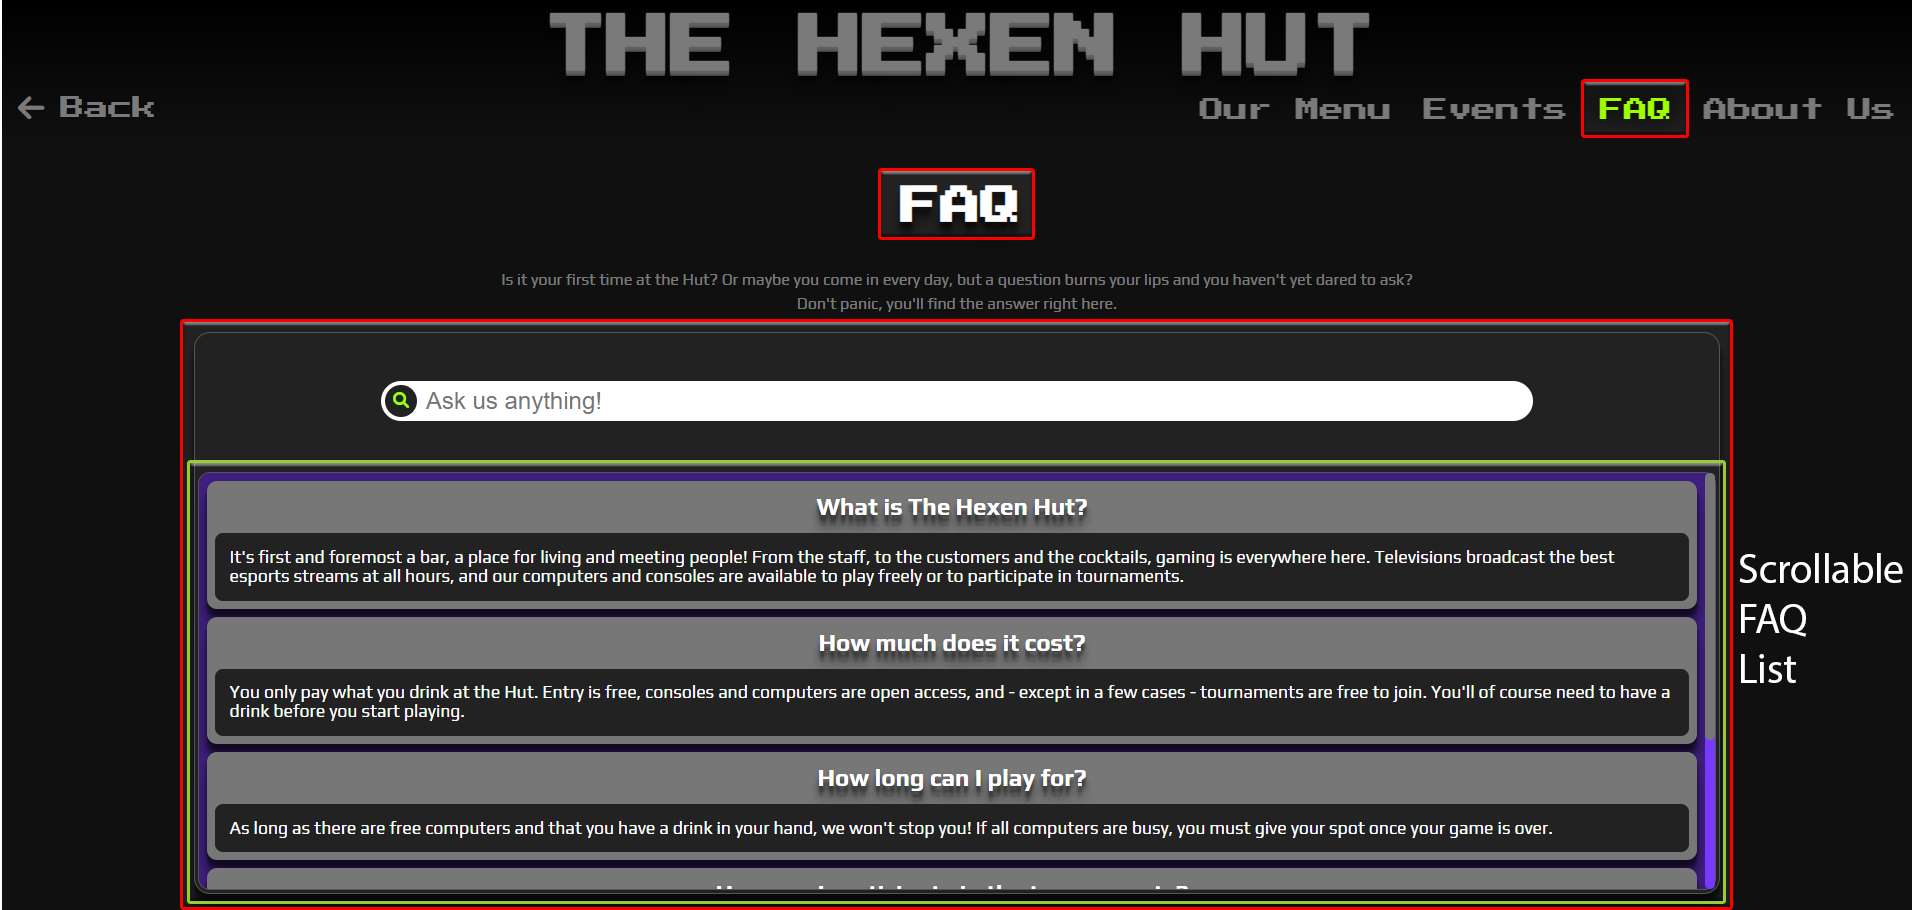 THE HEXEN HUT
Back
Our Menu Events FAQ About Us
FAQ
Is it your first time at the Hut? Or maybe you come in every day, but a question burns your lips and you haven't yet dared to ask?
Don't panic, you'll find the answer right here.
Ask us anything!
What is The Hexen Hut?
It's first and foremost a bar, a place for living and meeting people! From the staff, to the customers and the cocktails, gaming is everywhere here. Televisions broadcast the best
esports streams at all hours, and our computers and consoles are available to play freely or to participate in tournaments.
How much does it cost?
You only pay what you drink at the Hut. Entry is free, consoles and computers are open access, and - except in a few cases - tournaments are free to join. You'll of course need to have a
drink before you start playing.
How long can I play for?
As long as there are free computers and that you have a drink in your hand, we won't stop you! If all computers are busy, you must give your spot once your game is over.
Scrollable
FAQ
List